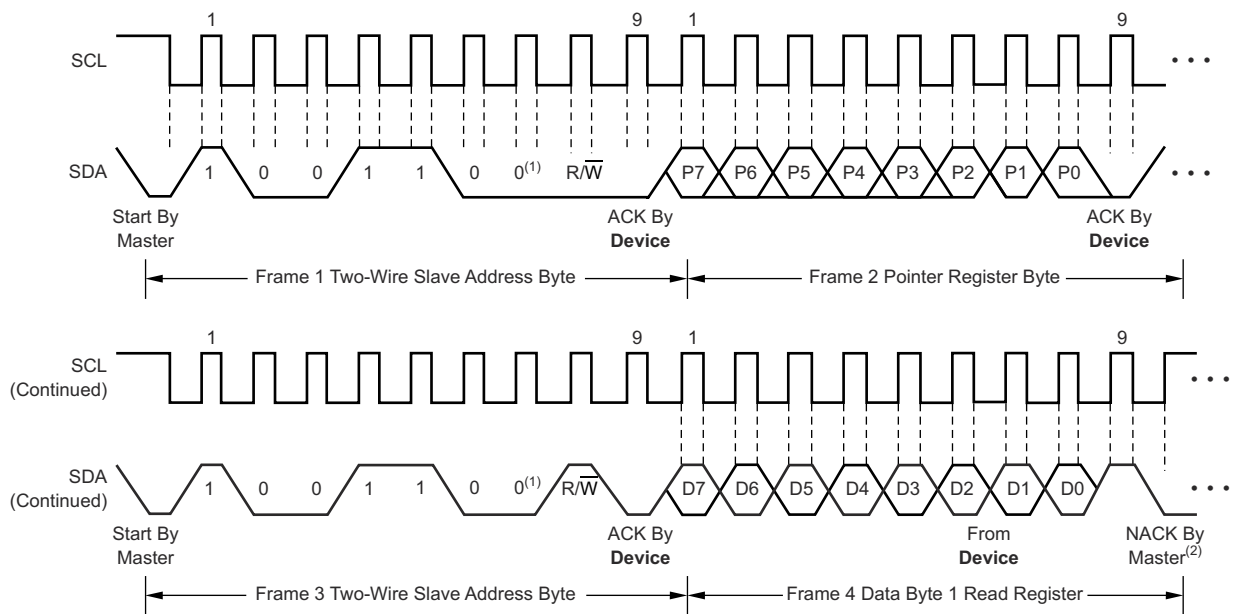 1 9 1 9
SCL
SDA 1 0 0 1 1 0 0(1) R/W P7 P6 P5 P4 P3 P2 P1 P0
Start By Master
ACK By Device
ACK By Device
Frame 1 Two-Wire Slave Address Byte
Frame 2 Pointer Register Byte
1 9 1 9
SCL (Continued)
SDA (Continued) 1 0 0 1 1 0 0(1) R/W D7 D6 D5 D4 D3 D2 D1 D0
Start By Master
ACK By Device
From Device
NACK By Master(2)
Frame 3 Two-Wire Slave Address Byte
Frame 4 Data Byte 1 Read Register